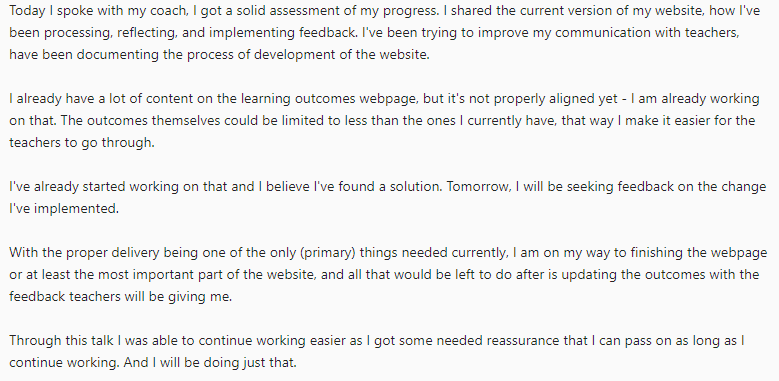 Today I spoke with my coach, I got a solid assessment of my progress. I shared the current version of my website, how I've
been processing, reflecting, and implementing feedback. I've been trying to improve my communication with teachers,
have been documenting the process of development of the website.

I already have a lot of content on the learning outcomes webpage, but it's not properly aligned yet - I am already working
on that. The outcomes themselves could be limited to less than the ones I currently have, that way I make it easier for the
teachers to go through.

I've already started working on that and I believe I've found a solution. Tomorrow, I will be seeking feedback on the change
I've implemented.

With the proper delivery being one of the only (primary) things needed currently, I am on my way to finishing the webpage
or at least the most important part of the website, and all that would be left to do after is updating the outcomes with the
feedback teachers will be giving me.

Through this talk I was able to continue working easier as I got some needed reassurance that I can pass on as long as I
continue working. And I will be doing just that.